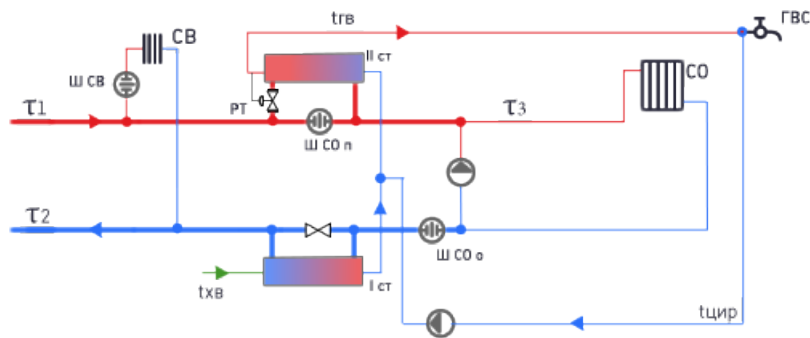 tгв
ГВС
СВ
II ст
Ш СВ
СО
τ1
РТ
τ3
Ш СО п
τ2
Ш СО о
I ст
tхв
tцир